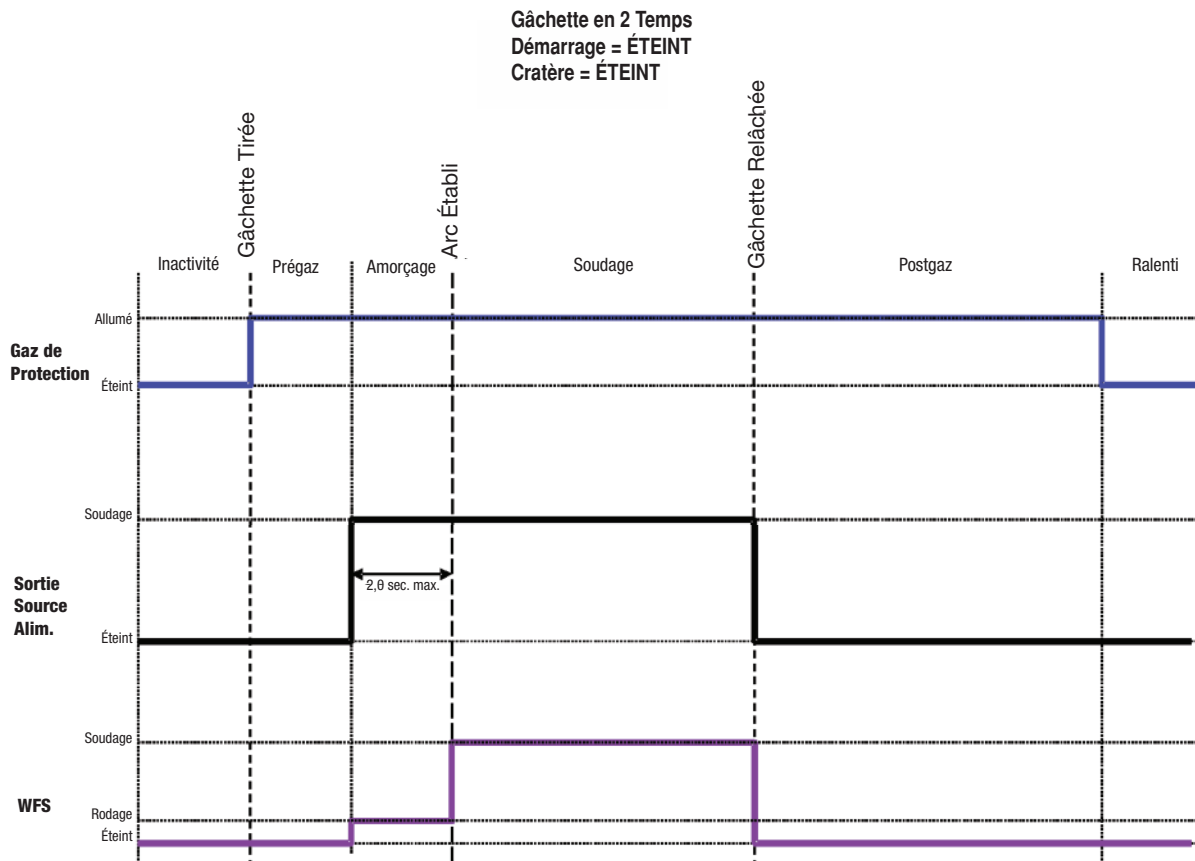 Gâchette en 2 Temps
Démarrage = ÉTEINT
Cratère = ÉTEINT
Gâchette Tirée
Arc Établi
Gâchette Relâchée
Inactivité
Prégaz
Amorçage
Soudage
Postgaz
Ralenti
Allumé
Gaz de
Protection
Éteint
Soudage
2,0 sec. max.
Sortie
Source
Alim.
Éteint
Soudage
WFS
Rodage
Éteint